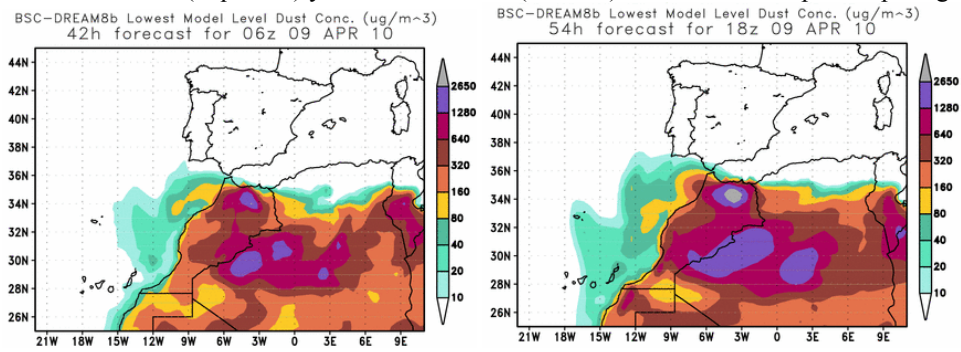 BSC-DREAM8b Lowest Model Level Dust Conc. (ug/m^3)
42h forecast for 06z 09 APR 10
44N
42N
40N
38N
36N
34N
32N
30N
28N
26N
21W 18W 15W 12W 9W 6W 3W 0 3E 6E 9E
2650
1280
640
320
160
80
40
20
10
BSC-DREAM8b Lowest Model Level Dust Conc. (ug/m^3)
54h forecast for 18z 09 APR 10
44N
42N
40N
38N
36N
34N
32N
30N
28N
26N
21W 18W 15W 12W 9W 6W 3W 0 3E 6E 9E
2650
1280
640
320
160
80
40
20
10